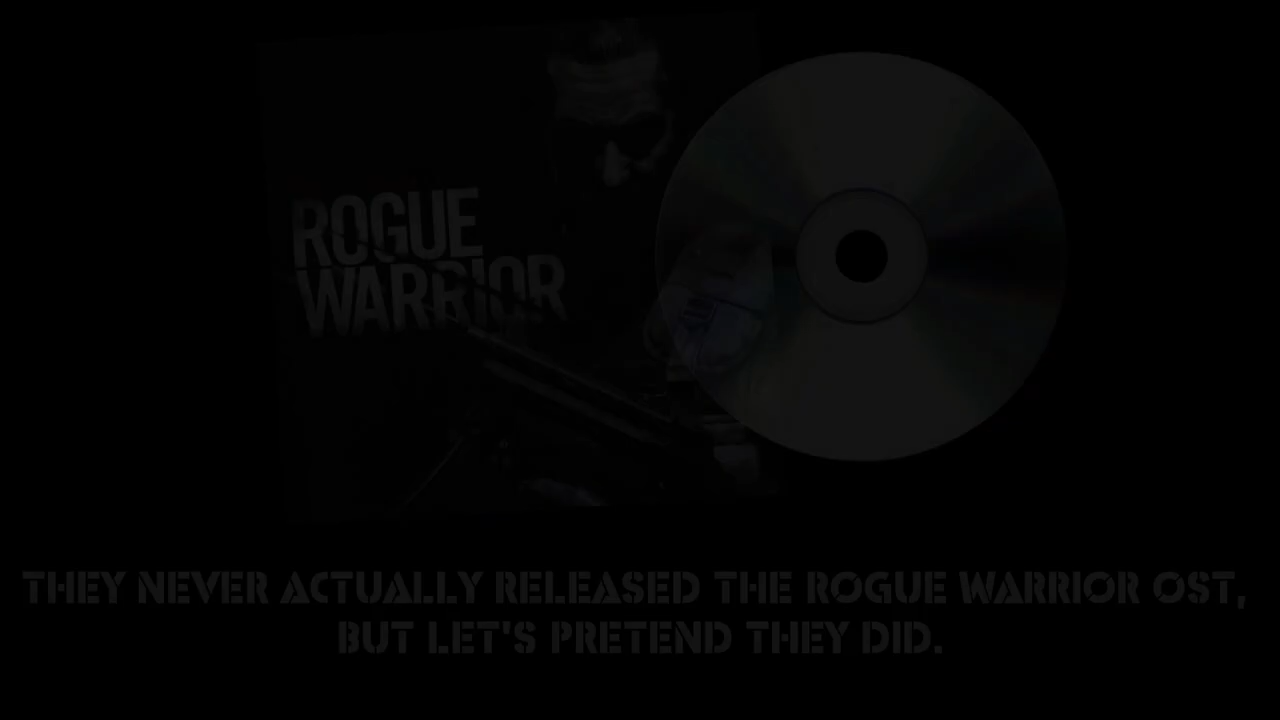 ROGUE
WARRIOR
THEY NEVER ACTUALLY RELEASED THE ROGUE WARRIOR OST,
BUT LET'S PRETEND THEY DID.